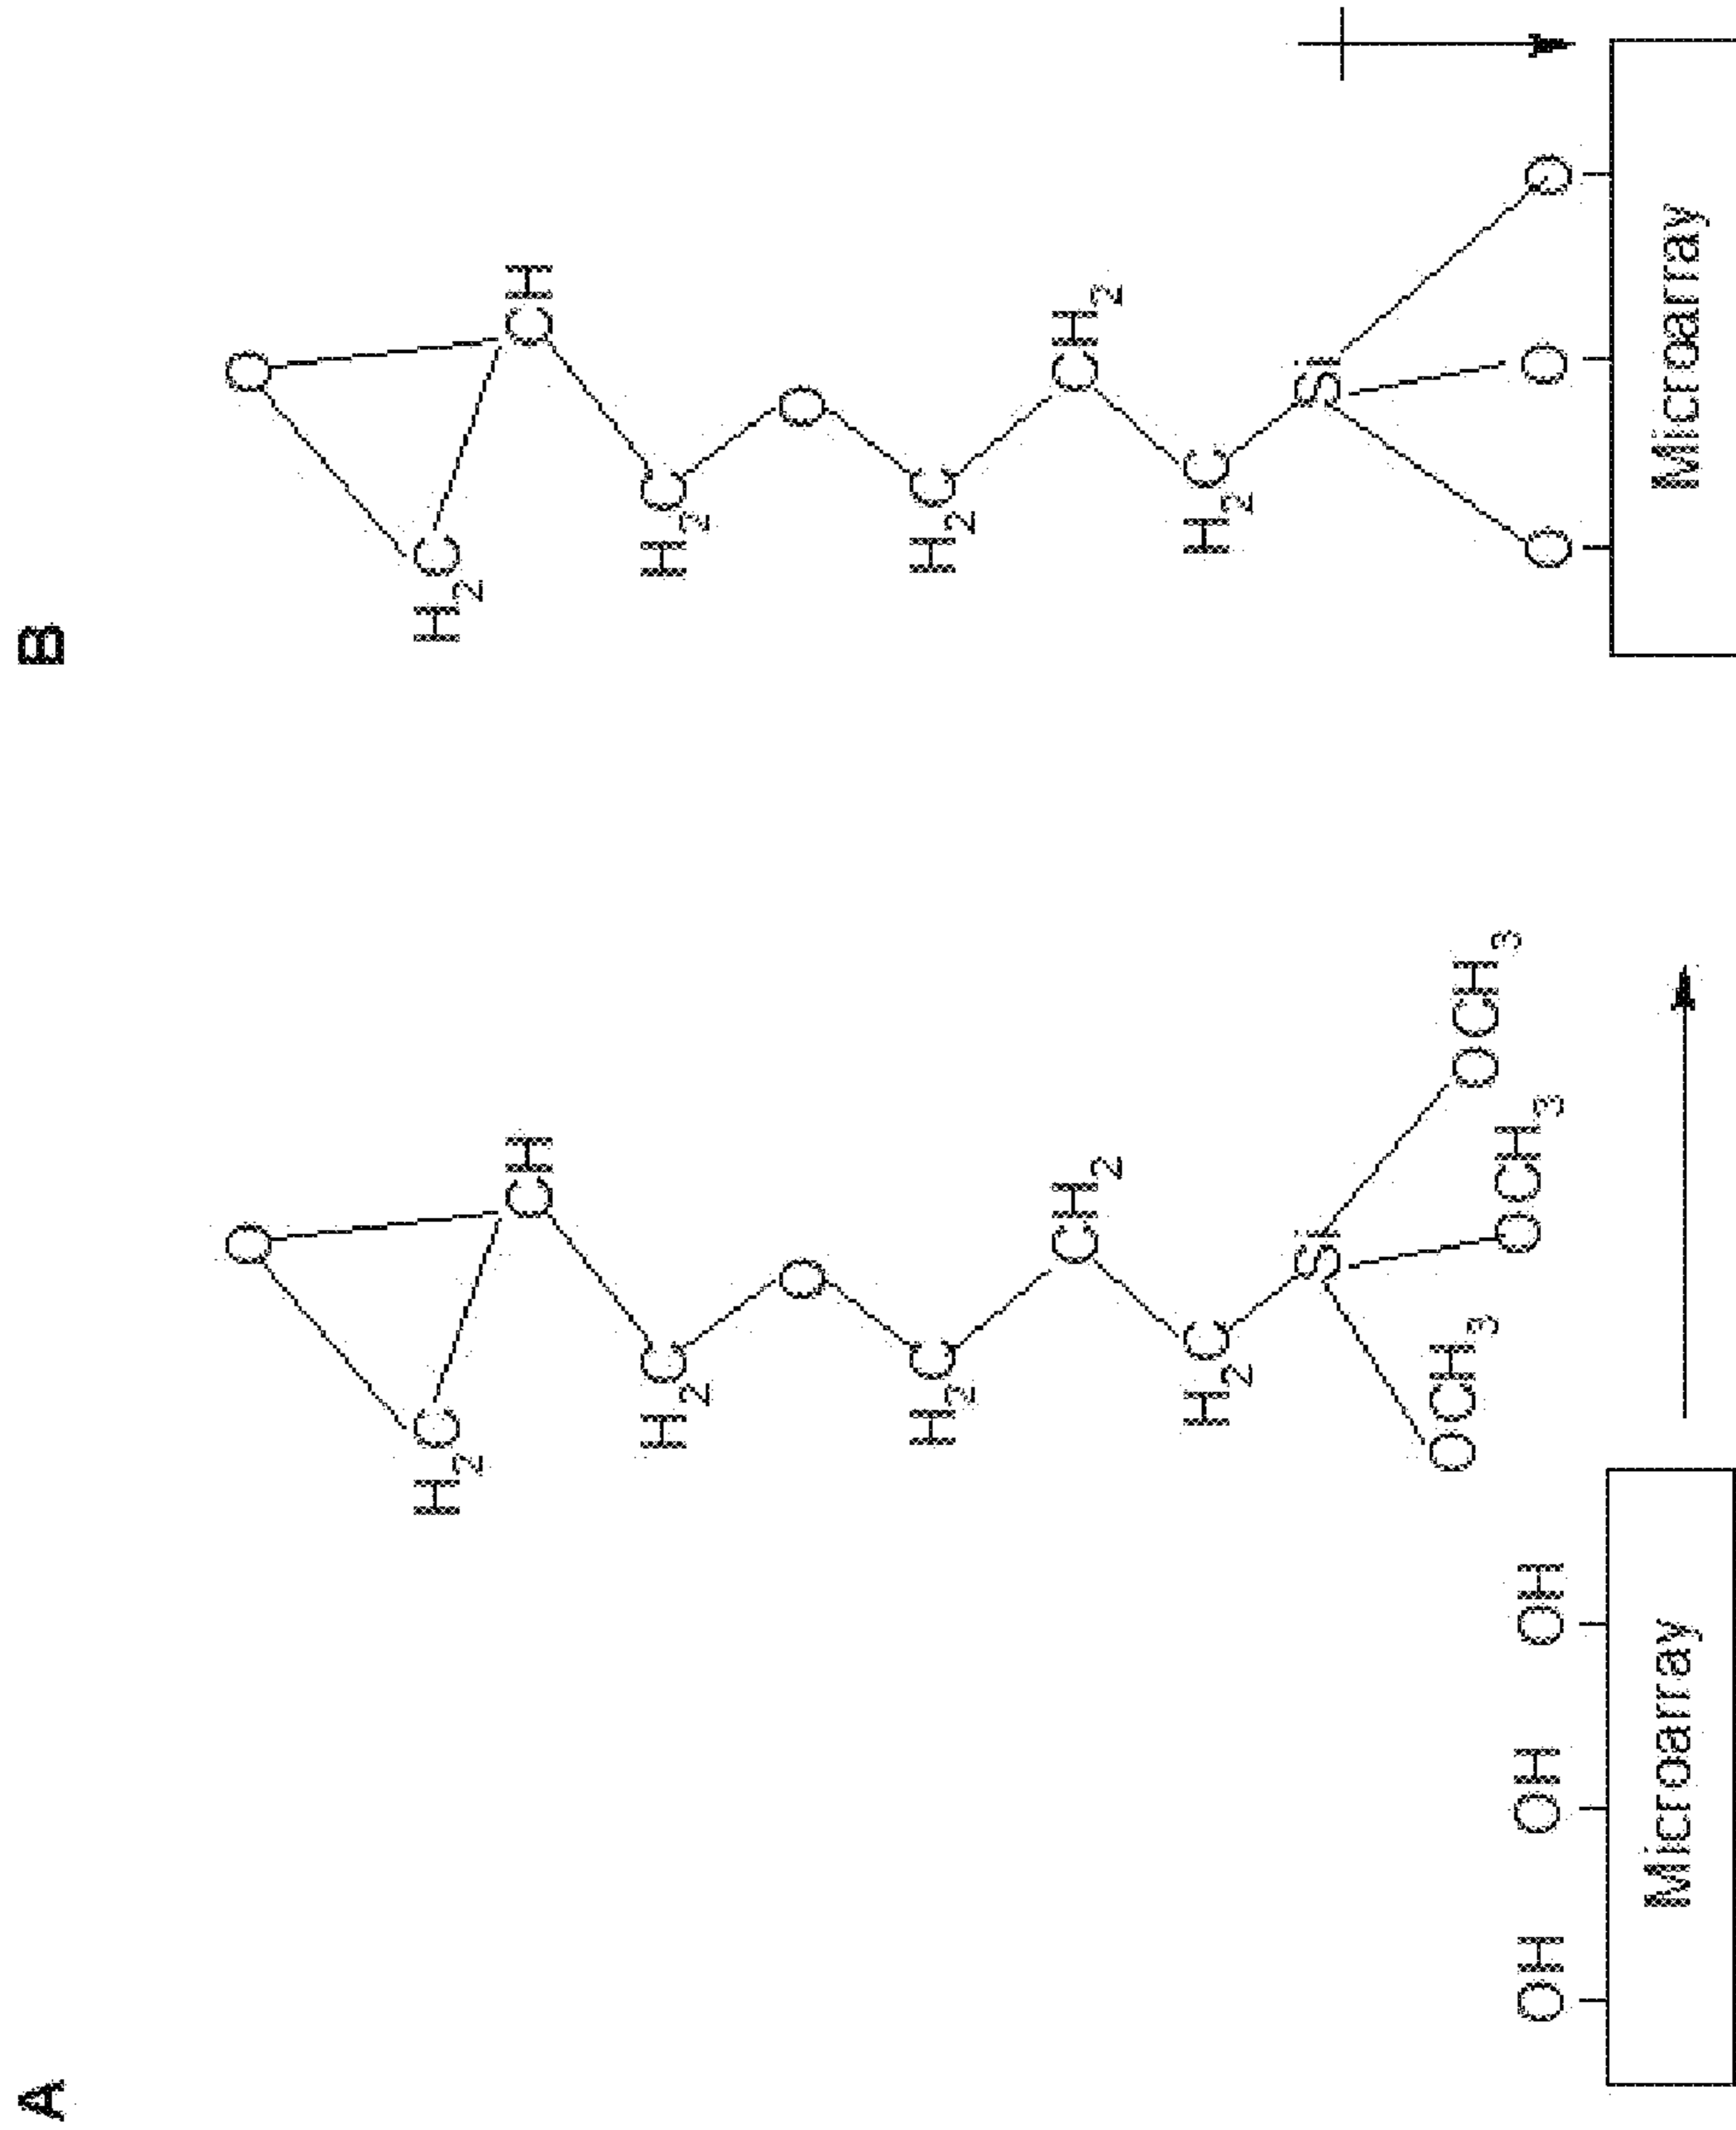 A
O
H₂C
CH
H₂C
O
H₂C
CH₂
H₂C
Si
OCH₃ OCH₃ OCH₃
OH OH OH
Microarray
B
O
H₂C
CH
H₂C
O
H₂C
CH₂
H₂C
Si
O O O
Microarray